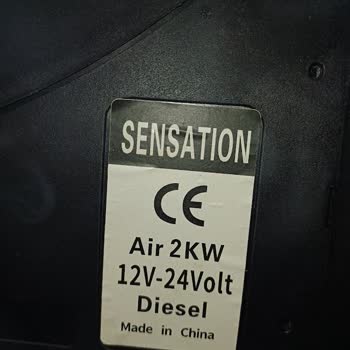 SENSATION
CE
Air 2KW
12V-24Volt
Diesel
Made in China